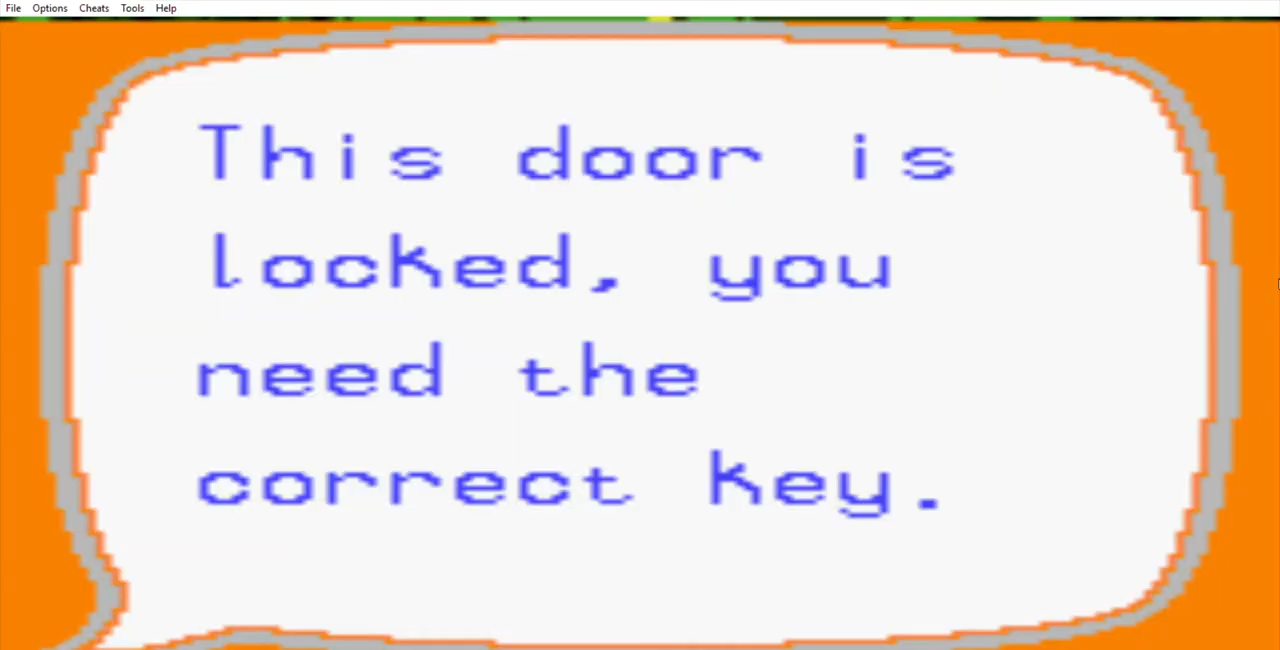 File Options Cheats Tools Help
This door is
locked, you
need the
correct key.